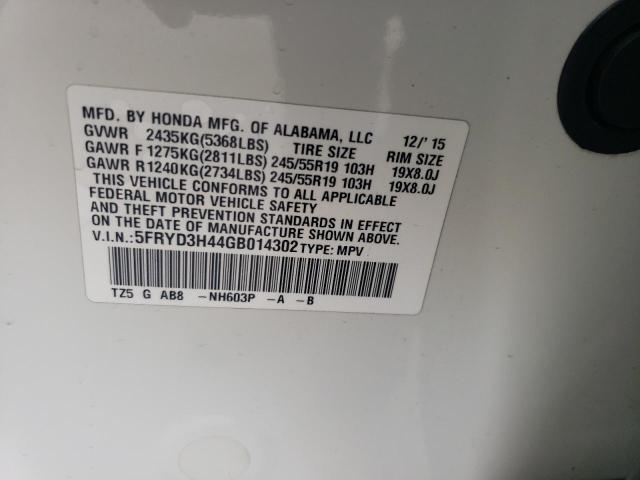 MFD. BY HONDA MFG. OF ALABAMA, LLC 12/'15
GVWR 2435KG(5368LBS) TIRE SIZE RIM SIZE
GAWR F 1275KG(2811LBS) 245/55R19 103H 19X8.0J
GAWR R 1240KG(2734LBS) 245/55R19 103H 19X8.0J
THIS VEHICLE CONFORMS TO ALL APPLICABLE
FEDERAL MOTOR VEHICLE SAFETY
AND THEFT PREVENTION STANDARDS IN EFFECT
ON THE DATE OF MANUFACTURE SHOWN ABOVE.
V.I.N.:5FRYD3H44GB014302 TYPE: MPV
TZ5 G AB8 -NH603P -A -B